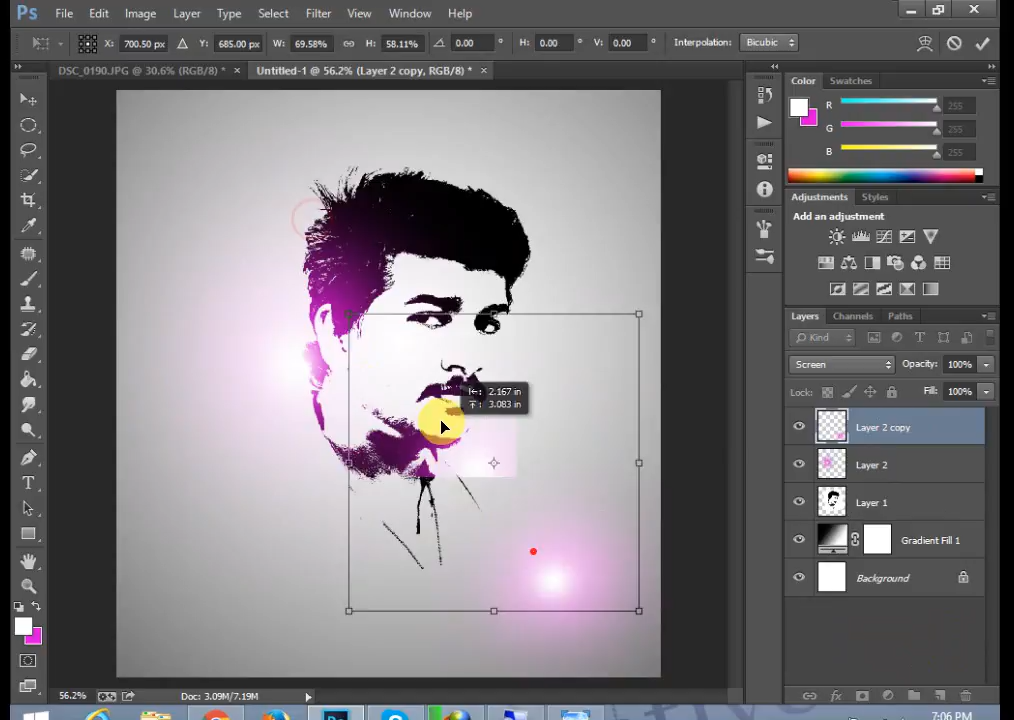 Ps File Edit Image Layer Type Select Filter View Window Help
X: 700.50 px Y: 685.00 px W: 69.58% H: 58.11% 0.00 ° H: 0.00 ° V: 0.00 ° Interpolation: Bicubic
DSC_0190.JPG @ 30.6% (RGB/8) * × Untitled-1 @ 56.2% (Layer 2 copy, RGB/8) * ×
Color Swatches
R 255
G 255
B 255
Adjustments Styles
Add an adjustment
Layers Channels Paths
Kind
Screen Opacity: 100%
Lock: Fill: 100%
2.167 in
3.083 in
Layer 2 copy
Layer 2
Layer 1
Gradient Fill 1
Background
56.2% Doc: 3.09M/7.19M
7:06 PM